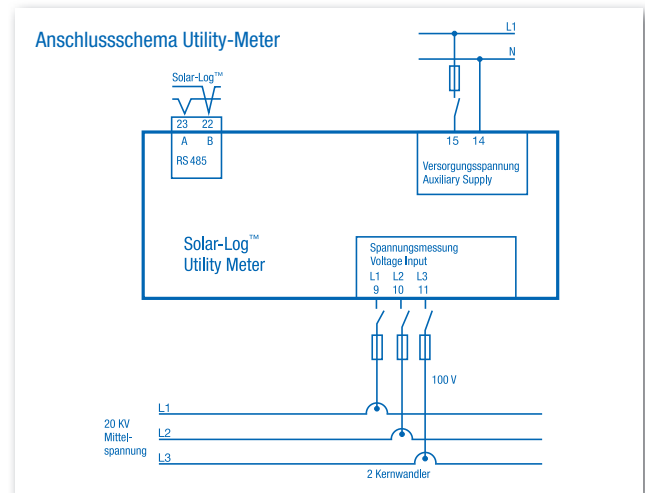 Anschlussschema Utility-Meter
L1
N
Solar-Log™
23 22
A B
RS 485
15 14
Versorgungsspannung
Auxiliary Supply
Solar-Log™
Utility Meter
Spannungsmessung
Voltage Input
L1 L2 L3
9 10 11
100 V
L1
20 KV
Mittel-
spannung
L2
L3
2 Kernwandler